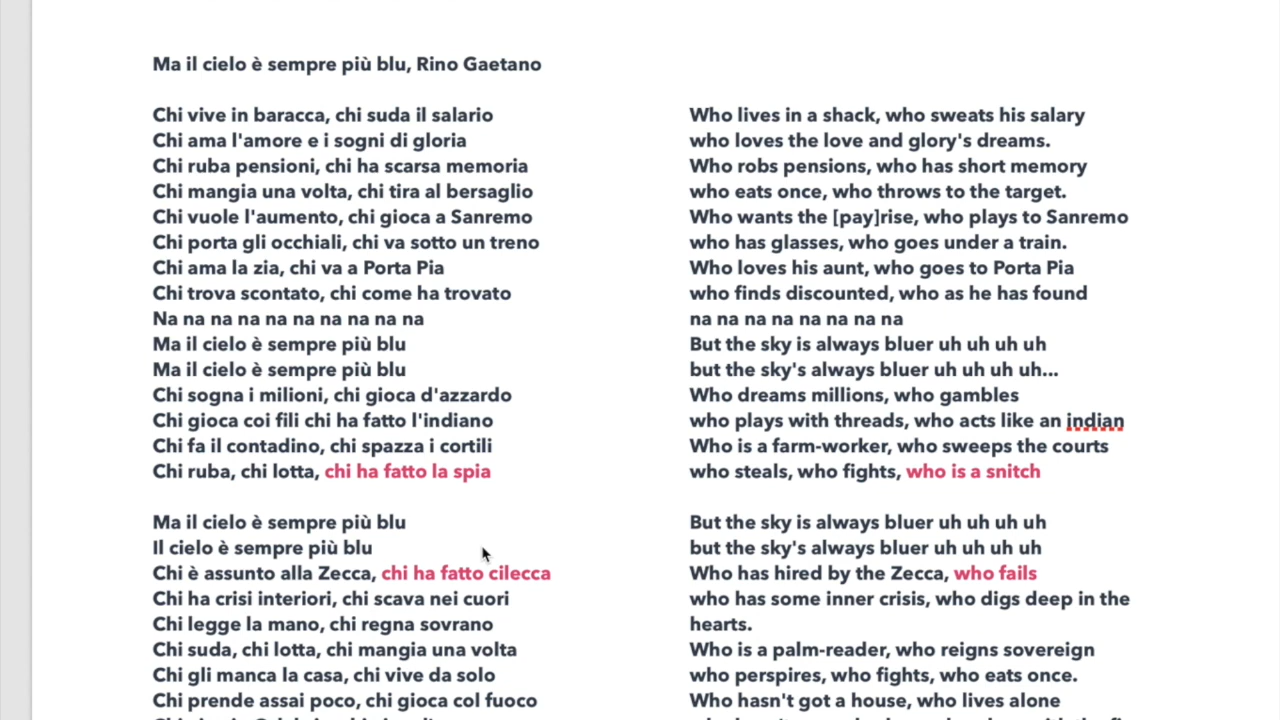 Ma il cielo è sempre più blu, Rino Gaetano
Chi vive in baracca, chi suda il salario
Chi ama l'amore e i sogni di gloria
Chi ruba pensioni, chi ha scarsa memoria
Chi mangia una volta, chi tira al bersaglio
Chi vuole l'aumento, chi gioca a Sanremo
Chi porta gli occhiali, chi va sotto un treno
Chi ama la zia, chi va a Porta Pia
Chi trova scontato, chi come ha trovato
Na na na na na na na na na na
Ma il cielo è sempre più blu
Ma il cielo è sempre più blu
Chi sogna i milioni, chi gioca d'azzardo
Chi gioca coi fili chi ha fatto l'indiano
Chi fa il contadino, chi spazza i cortili
Chi ruba, chi lotta, chi ha fatto la spia
Ma il cielo è sempre più blu
Il cielo è sempre più blu
Chi è assunto alla Zecca, chi ha fatto cilecca
Chi ha crisi interiori, chi scava nei cuori
Chi legge la mano, chi regna sovrano
Chi suda, chi lotta, chi mangia una volta
Chi gli manca la casa, chi vive da solo
Chi prende assai poco, chi gioca col fuoco
Who lives in a shack, who sweats his salary
who loves the love and glory's dreams.
Who robs pensions, who has short memory
who eats once, who throws to the target.
Who wants the [pay]rise, who plays to Sanremo
who has glasses, who goes under a train.
Who loves his aunt, who goes to Porta Pia
who finds discounted, who as he has found
na na na na na na na na
But the sky is always bluer uh uh uh uh
but the sky's always bluer uh uh uh uh...
Who dreams millions, who gambles
who plays with threads, who acts like an indian
Who is a farm-worker, who sweeps the courts
who steals, who fights, who is a snitch
But the sky is always bluer uh uh uh uh
but the sky's always bluer uh uh uh uh
Who has hired by the Zecca, who fails
who has some inner crisis, who digs deep in the
hearts.
Who is a palm-reader, who reigns sovereign
who perspires, who fights, who eats once.
Who hasn't got a house, who lives alone